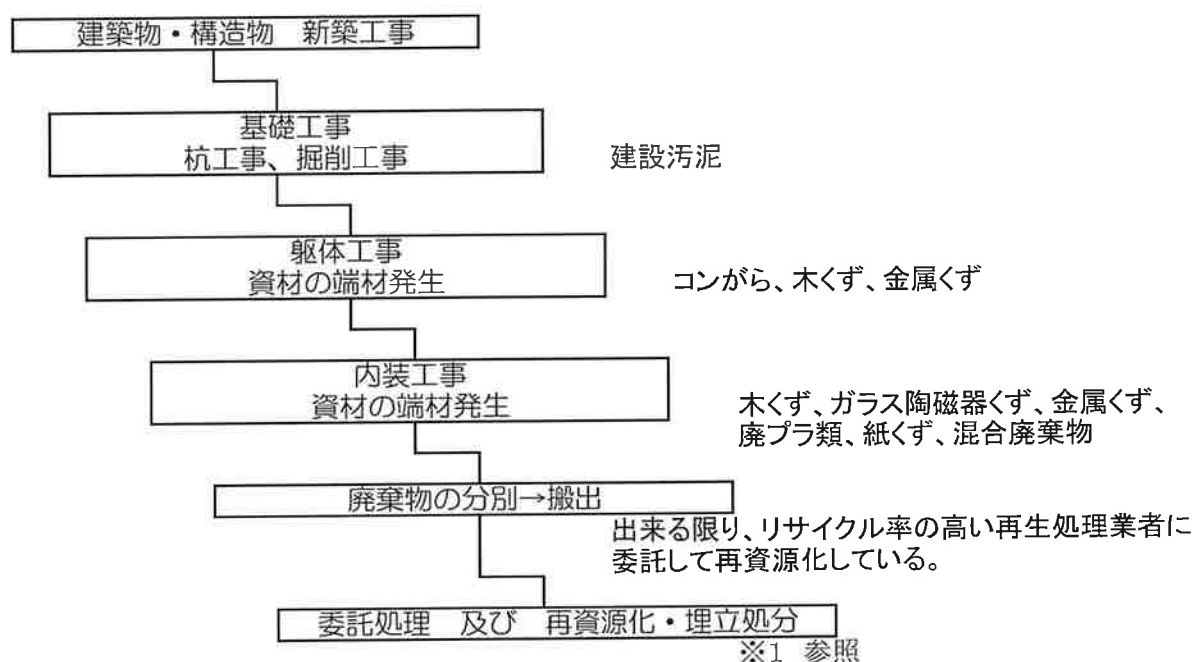 建築物・構造物　新築工事
基礎工事
杭工事、掘削工事
建設汚泥
躯体工事
資材の端材発生
コンがら、木くず、金属くず
内装工事
資材の端材発生
木くず、ガラス陶磁器くず、金属くず、
廃プラ類、紙くず、混合廃棄物
廃棄物の分別→搬出
出来る限り、リサイクル率の高い再生処理業者に
委託して再資源化している。
委託処理　及び　再資源化・埋立処分
※1　参照